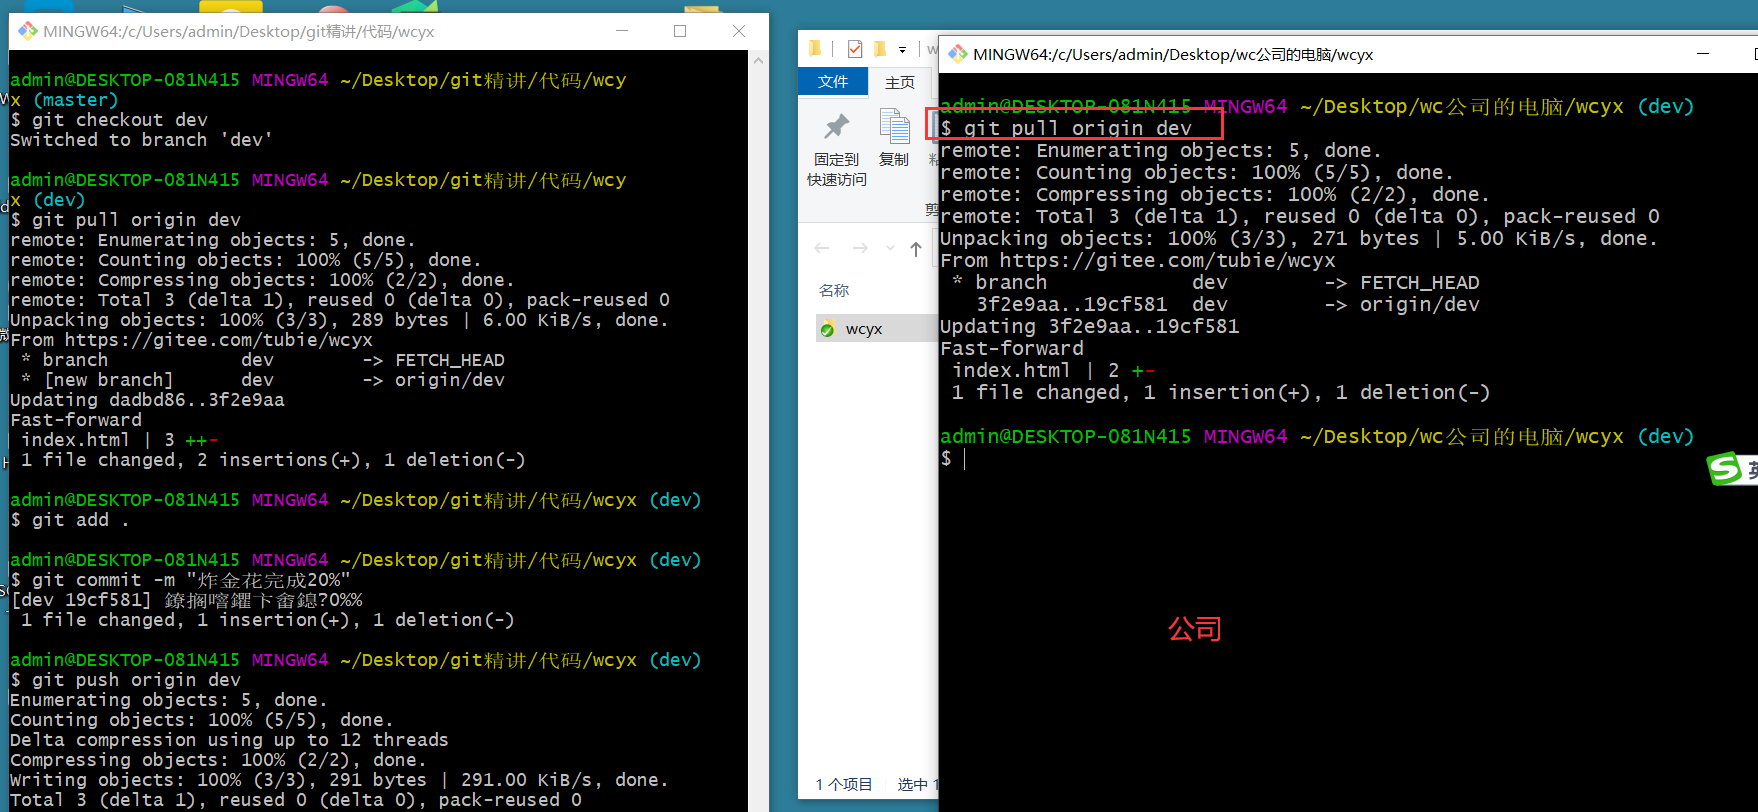 MINGW64:/c/Users/admin/Desktop/git精讲/代码/wcyx
admin@DESKTOP-081N415 MINGW64 ~/Desktop/git精讲/代码/wcy
x (master)
$ git checkout dev
Switched to branch 'dev'
admin@DESKTOP-081N415 MINGW64 ~/Desktop/git精讲/代码/wcy
x (dev)
$ git pull origin dev
remote: Enumerating objects: 5, done.
remote: Counting objects: 100% (5/5), done.
remote: Compressing objects: 100% (2/2), done.
remote: Total 3 (delta 1), reused 0 (delta 0), pack-reused 0
Unpacking objects: 100% (3/3), 289 bytes | 6.00 KiB/s, done.
From https://gitee.com/tubie/wcyx
* branch dev -> FETCH_HEAD
* [new branch] dev -> origin/dev
Updating dadbd86..3f2e9aa
Fast-forward
index.html | 3 ++-
1 file changed, 2 insertions(+), 1 deletion(-)
admin@DESKTOP-081N415 MINGW64 ~/Desktop/git精讲/代码/wcyx (dev)
$ git add .
admin@DESKTOP-081N415 MINGW64 ~/Desktop/git精讲/代码/wcyx (dev)
$ git commit -m "炸金花完成20%"
[dev 19cf581] 鐐搁噾鑺卞畬鎴?0%%
1 file changed, 1 insertion(+), 1 deletion(-)
admin@DESKTOP-081N415 MINGW64 ~/Desktop/git精讲/代码/wcyx (dev)
$ git push origin dev
Enumerating objects: 5, done.
Counting objects: 100% (5/5), done.
Delta compression using up to 12 threads
Compressing objects: 100% (2/2), done.
Writing objects: 100% (3/3), 291 bytes | 291.00 KiB/s, done.
Total 3 (delta 1), reused 0 (delta 0), pack-reused 0
文件 主页
固定到
快速访问
复制
名称
wcyx
1 个项目 选中 1
MINGW64:/c/Users/admin/Desktop/wc公司的电脑/wcyx
admin@DESKTOP-081N415 MINGW64 ~/Desktop/wc公司的电脑/wcyx (dev)
$ git pull origin dev
remote: Enumerating objects: 5, done.
remote: Counting objects: 100% (5/5), done.
remote: Compressing objects: 100% (2/2), done.
remote: Total 3 (delta 1), reused 0 (delta 0), pack-reused 0
Unpacking objects: 100% (3/3), 271 bytes | 5.00 KiB/s, done.
From https://gitee.com/tubie/wcyx
* branch dev -> FETCH_HEAD
3f2e9aa..19cf581 dev -> origin/dev
Updating 3f2e9aa..19cf581
Fast-forward
index.html | 2 +-
1 file changed, 1 insertion(+), 1 deletion(-)
admin@DESKTOP-081N415 MINGW64 ~/Desktop/wc公司的电脑/wcyx (dev)
$
公司
英